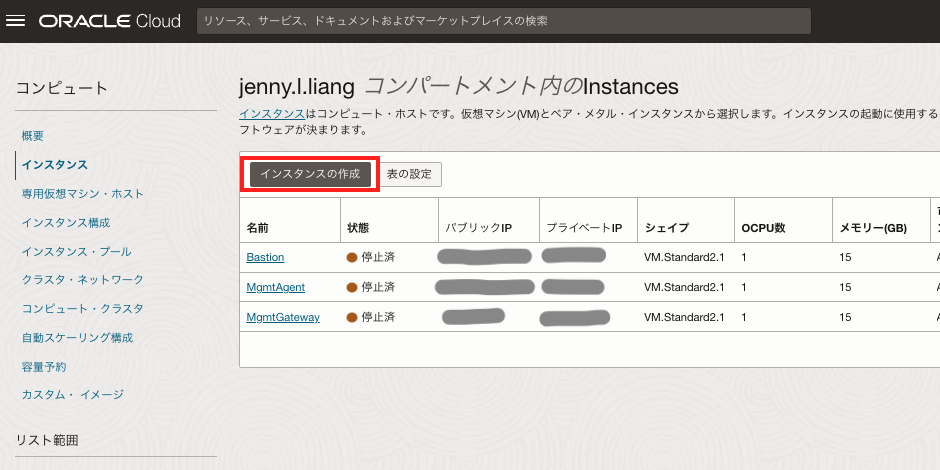 ORACLE Cloud
リソース、サービス、ドキュメントおよびマーケットプレイスの検索
コンピュート
概要
インスタンス
専用仮想マシン・ホスト
インスタンス構成
インスタンス・プール
クラスタ・ネットワーク
コンピュート・クラスタ
自動スケーリング構成
容量予約
カスタム・ イメージ
リスト範囲
jenny.l.liang コンパートメント内のInstances
インスタンスはコンピュート・ホストです。仮想マシン(VM)とベア・メタル・インスタンスから選択します。インスタンスの起動に使用する
フトウェアが決まります。
インスタンスの作成 表の設定
名前 状態 パブリックIP プライベートIP シェイプ OCPU数 メモリー(GB)
Bastion 停止済 VM.Standard2.1 1 15
MgmtAgent 停止済 VM.Standard2.1 1 15
MgmtGateway 停止済 VM.Standard2.1 1 15